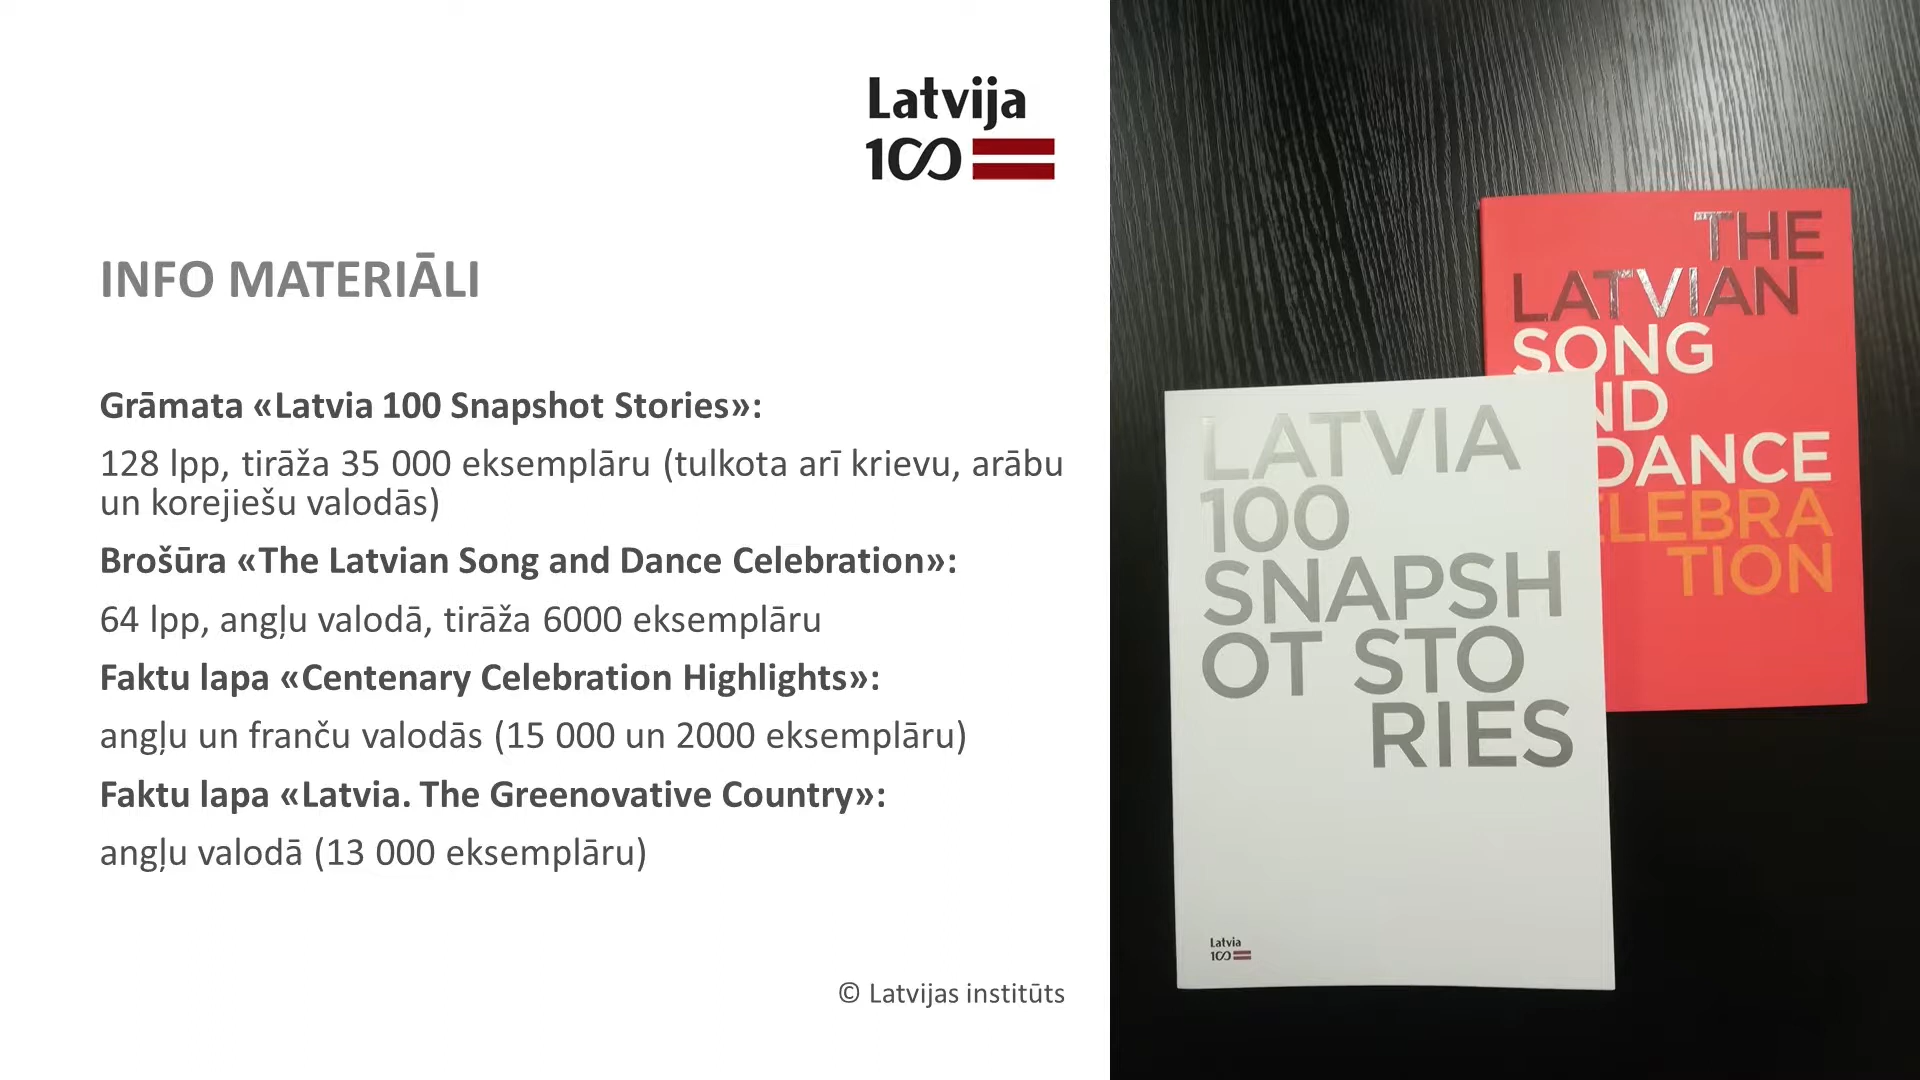 Latvija
100
INFO MATERIĀLI
Grāmata «Latvia 100 Snapshot Stories»:
128 lpp, tirāža 35 000 eksemplāru (tulkota arī krievu, arābu
un korejiešu valodās)
Brošūra «The Latvian Song and Dance Celebration»:
64 lpp, angļu valodā, tirāža 6000 eksemplāru
Faktu lapa «Centenary Celebration Highlights»:
angļu un franču valodās (15 000 un 2000 eksemplāru)
Faktu lapa «Latvia. The Greenovative Country»:
angļu valodā (13 000 eksemplāru)
© Latvijas institūts
THE
LATVIAN
SONG
ND
DANCE
ELEBRA
TION
LATVIA
100
SNAPSH
OT STO
RIES
Latvia
100